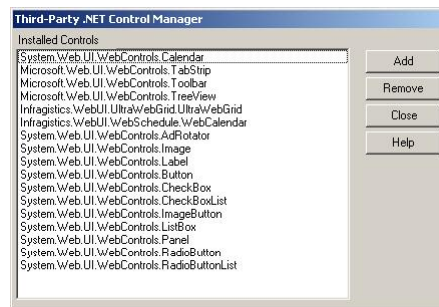 Third-Party .NET Control Manager
Installed Controls
System.Web.UI.WebControls.Calendar
Microsoft.Web.UI.WebControls.TabStrip
Microsoft.Web.UI.WebControls.Toolbar
Microsoft.Web.UI.WebControls.TreeView
Infragistics.WebUI.UltraWebGrid.UltraWebGrid
Infragistics.WebUI.WebSchedule.WebCalendar
System.Web.UI.WebControls.AdRotator
System.Web.UI.WebControls.Image
System.Web.UI.WebControls.Label
System.Web.UI.WebControls.Button
System.Web.UI.WebControls.CheckBox
System.Web.UI.WebControls.CheckBoxList
System.Web.UI.WebControls.ImageButton
System.Web.UI.WebControls.ListBox
System.Web.UI.WebControls.Panel
System.Web.UI.WebControls.RadioButton
System.Web.UI.WebControls.RadioButtonList
Add
Remove
Close
Help